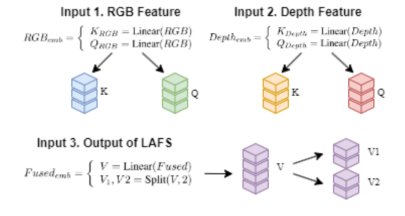 Input 1. RGB Feature
Input 2. Depth Feature
RGB_emb = { K_RGB = Linear(RGB)
Q_RGB = Linear(RGB)
Depth_emb = { K_Depth = Linear(Depth)
Q_Depth = Linear(Depth)
K
Q
K
Q
Input 3. Output of LAFS
Fused_emb = { V = Linear(Fused)
V_1, V2 = Split(V, 2)
V
V1
V2